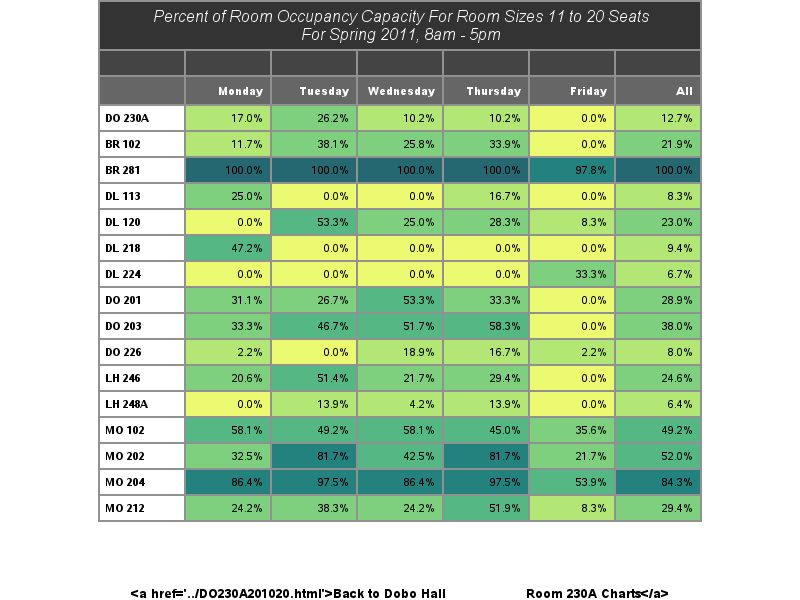 Percent of Room Occupancy Capacity For Room Sizes 11 to 20 Seats
For Spring 2011, 8am - 5pm
Monday Tuesday Wednesday Thursday Friday All
DO 230A 17.0% 26.2% 10.2% 10.2% 0.0% 12.7%
BR 102 11.7% 38.1% 25.8% 33.9% 0.0% 21.9%
BR 281 100.0% 100.0% 100.0% 100.0% 97.8% 100.0%
DL 113 25.0% 0.0% 0.0% 16.7% 0.0% 8.3%
DL 120 0.0% 53.3% 25.0% 28.3% 8.3% 23.0%
DL 218 47.2% 0.0% 0.0% 0.0% 0.0% 9.4%
DL 224 0.0% 0.0% 0.0% 0.0% 33.3% 6.7%
DO 201 31.1% 26.7% 53.3% 33.3% 0.0% 28.9%
DO 203 33.3% 46.7% 51.7% 58.3% 0.0% 38.0%
DO 226 2.2% 0.0% 18.9% 16.7% 2.2% 8.0%
LH 246 20.6% 51.4% 21.7% 29.4% 0.0% 24.6%
LH 248A 0.0% 13.9% 4.2% 13.9% 0.0% 6.4%
MO 102 58.1% 49.2% 58.1% 45.0% 35.6% 49.2%
MO 202 32.5% 81.7% 42.5% 81.7% 21.7% 52.0%
MO 204 86.4% 97.5% 86.4% 97.5% 53.9% 84.3%
MO 212 24.2% 38.3% 24.2% 51.9% 8.3% 29.4%
<a href='../DO230A201020.html'>Back to Dobo Hall Room 230A Charts</a>